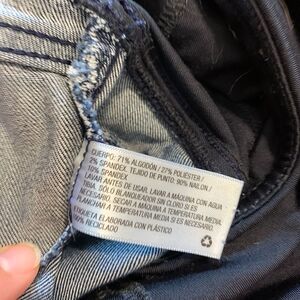 CUERPO: 71% ALGODÓN / 27% POLIÉSTER /
2% SPANDEX. TEJIDO DE PUNTO: 90% NAILON /
10% SPANDEX.
LAVAR ANTES DE USAR. LAVAR A MÁQUINA CON AGUA
TIBIA. SÓLO BLANQUEADOR SIN CLORO SI ES
NECESARIO. SECAR A MÁQUINA A TEMPERATURA MEDIA.
PLANCHAR A TEMPERATURA MEDIA SI ES NECESARIO.
ETIQUETA ELABORADA CON PLÁSTICO
RECICLADO